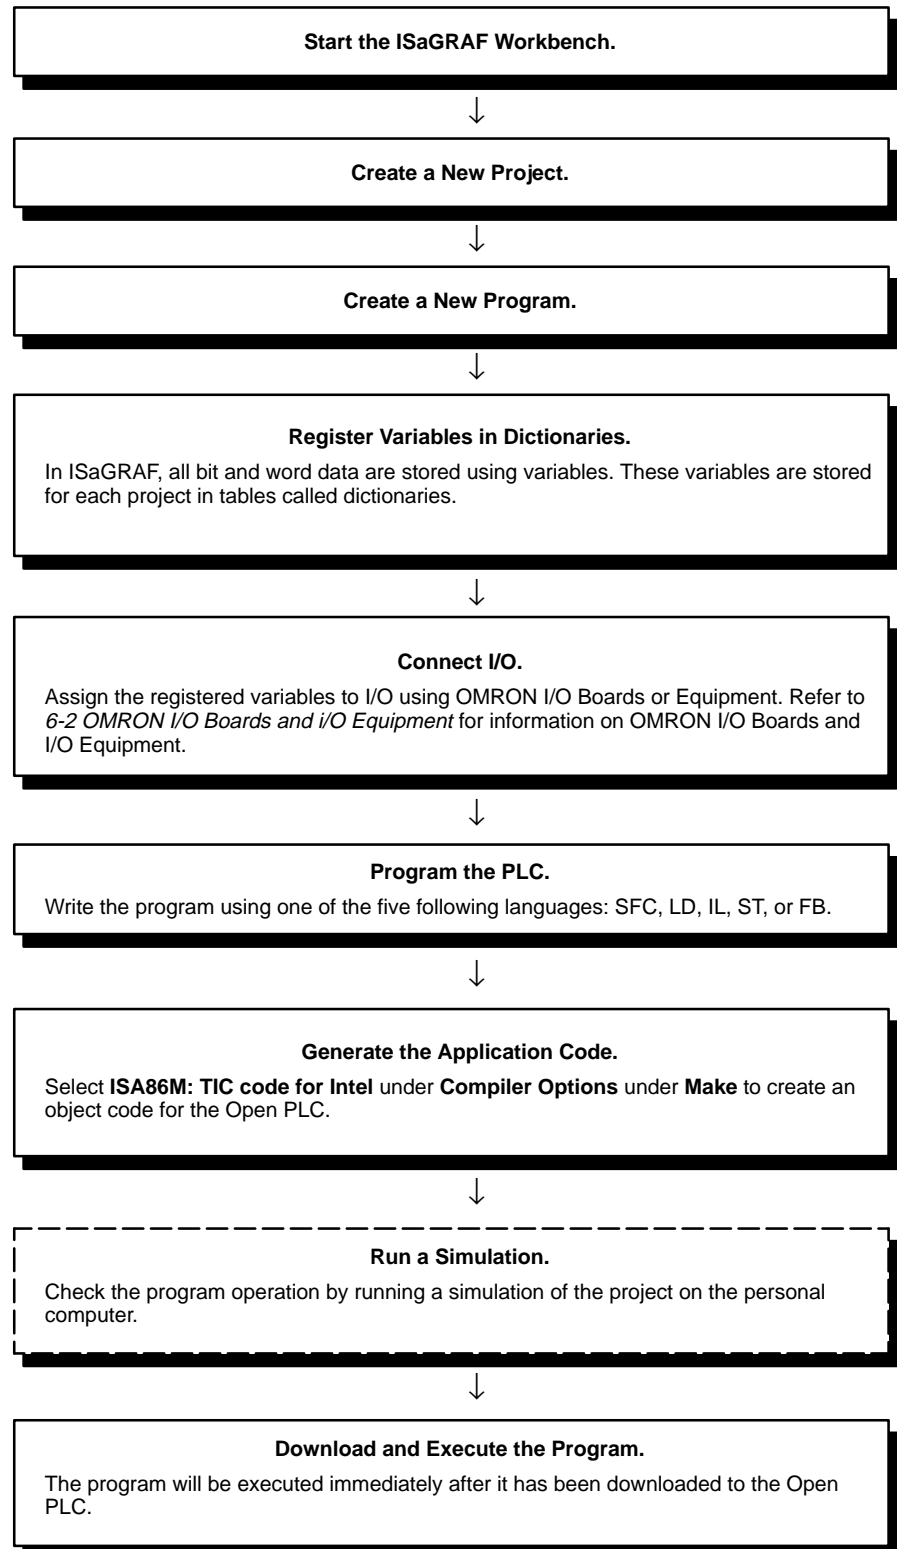 Start the ISaGRAF Workbench.
↓
Create a New Project.
↓
Create a New Program.
↓
Register Variables in Dictionaries.
In ISaGRAF, all bit and word data are stored using variables. These variables are stored
for each project in tables called dictionaries.
↓
Connect I/O.
Assign the registered variables to I/O using OMRON I/O Boards or Equipment. Refer to
6-2 OMRON I/O Boards and i/O Equipment for information on OMRON I/O Boards and
I/O Equipment.
↓
Program the PLC.
Write the program using one of the five following languages: SFC, LD, IL, ST, or FB.
↓
Generate the Application Code.
Select ISA86M: TIC code for Intel under Compiler Options under Make to create an
object code for the Open PLC.
↓
Run a Simulation.
Check the program operation by running a simulation of the project on the personal
computer.
↓
Download and Execute the Program.
The program will be executed immediately after it has been downloaded to the Open
PLC.